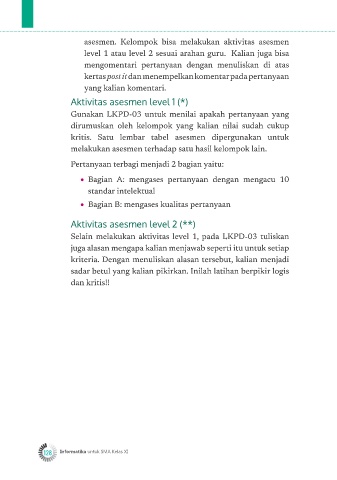 asesmen. Kelompok bisa melakukan aktivitas asesmen
level 1 atau level 2 sesuai arahan guru. Kalian juga bisa
mengomentari pertanyaan dengan menuliskan di atas
kertas post it dan menempelkan komentar pada pertanyaan
yang kalian komentari.
Aktivitas asesmen level 1 (*)
Gunakan LKPD-03 untuk menilai apakah pertanyaan yang
dirumuskan oleh kelompok yang kalian nilai sudah cukup
kritis. Satu lembar tabel asesmen dipergunakan untuk
melakukan asesmen terhadap satu hasil kelompok lain.
Pertanyaan terbagi menjadi 2 bagian yaitu:
• Bagian A: mengases pertanyaan dengan mengacu 10
standar intelektual
• Bagian B: mengases kualitas pertanyaan
Aktivitas asesmen level 2 (**)
Selain melakukan aktivitas level 1, pada LKPD-03 tuliskan
juga alasan mengapa kalian menjawab seperti itu untuk setiap
kriteria. Dengan menuliskan alasan tersebut, kalian menjadi
sadar betul yang kalian pikirkan. Inilah latihan berpikir logis
dan kritis!!
128 Informatika untuk SMA Kelas XI